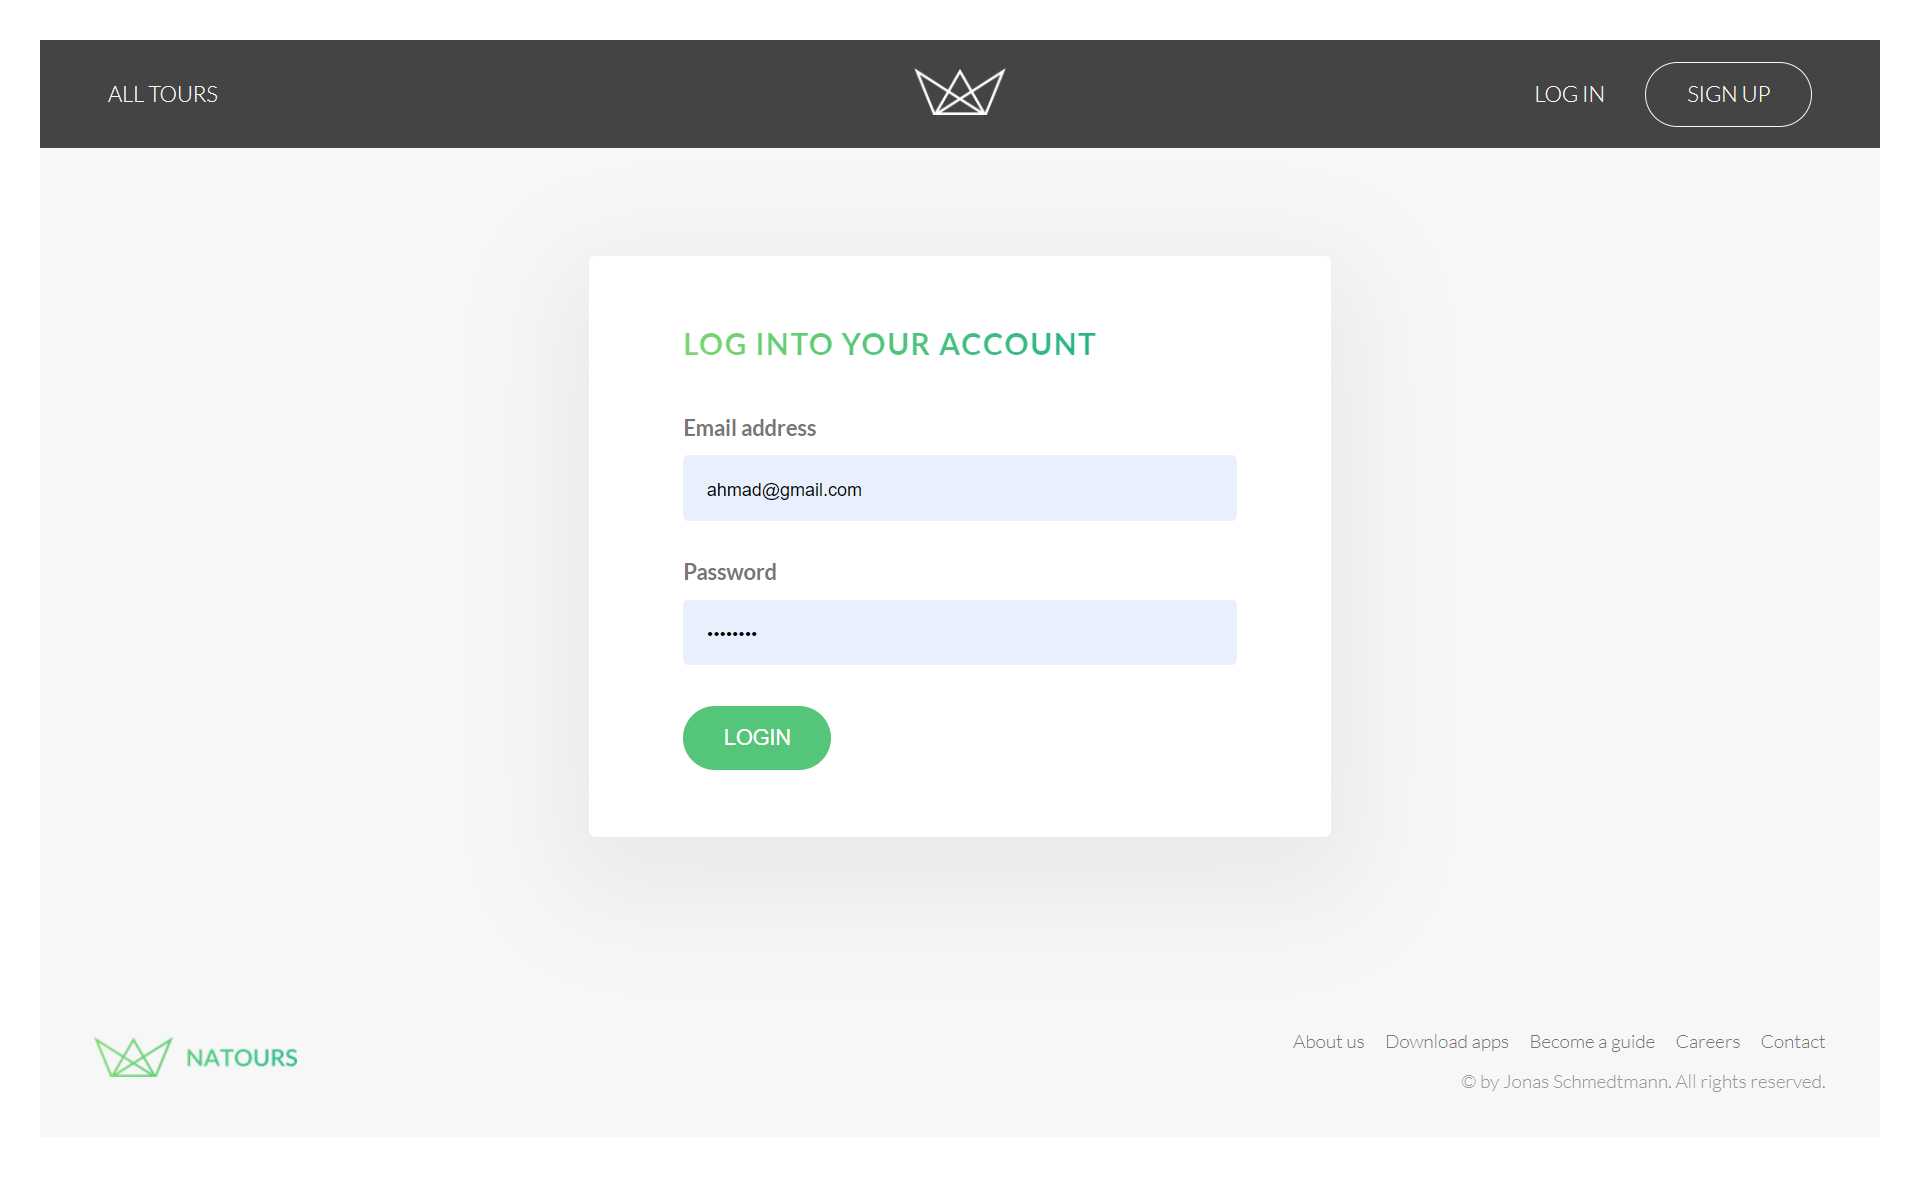 ALL TOURS
LOG IN
SIGN UP
LOG INTO YOUR ACCOUNT
Email address
ahmad@gmail.com
Password
••••••••
LOGIN
NATOURS
About us Download apps Become a guide Careers Contact
© by Jonas Schmedtmann. All rights reserved.